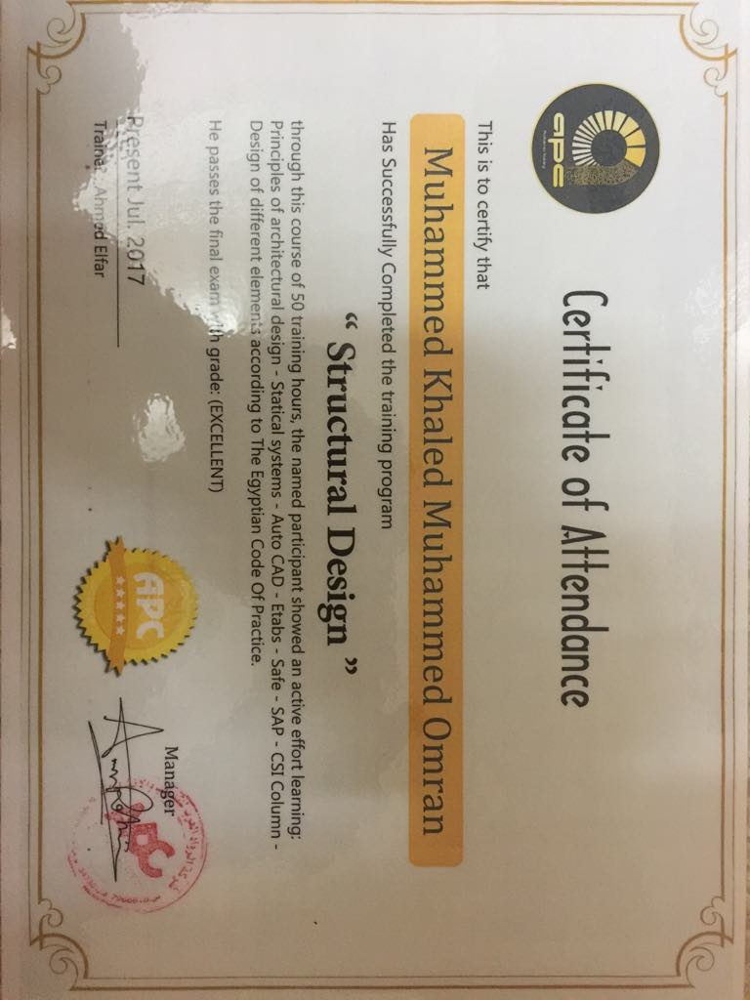 apc
Certificate of Attendance
This is to certify that
Muhammed Khaled Muhammed Omran
Has Successfully Completed the training program
“ Structural Design ”
through this course of 50 training hours, the named participant showed an active effort learning:
Principles of architectural design - Statical systems - Auto CAD - Etabs - Safe - SAP - CSI Column -
Design of different elements according to The Egyptian Code Of Practice.
He passes the final exam with grade: (EXCELLENT)
Present Jul. 2017
Trainer : Ahmed Elfar
APC
Manager